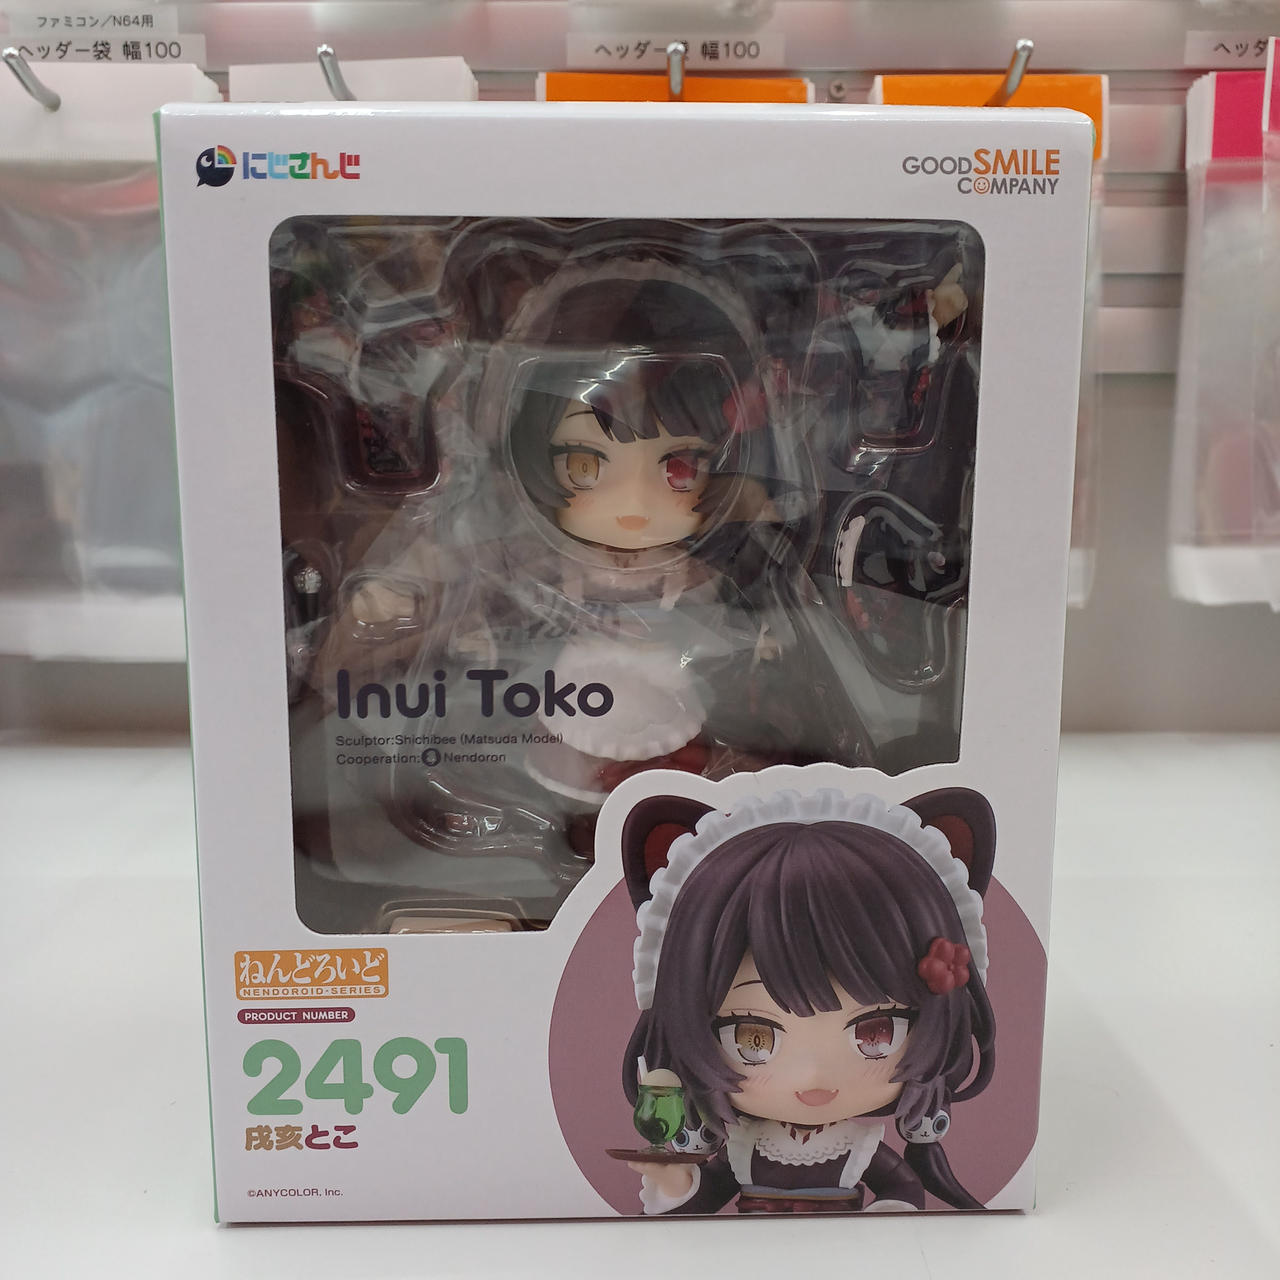 ファミコン／N64用
ヘッダー袋 幅100
ヘッダー袋 幅100
ヘッダ
にじさんじ
GOOD SMILE
COMPANY
Inui Toko
Sculptor:Shichibee (Matsuda Model)
Cooperation: Nendoron
ねんどろいど
NENDOROID·SERIES
PRODUCT NUMBER
2491
戌亥とこ
©ANYCOLOR, Inc.